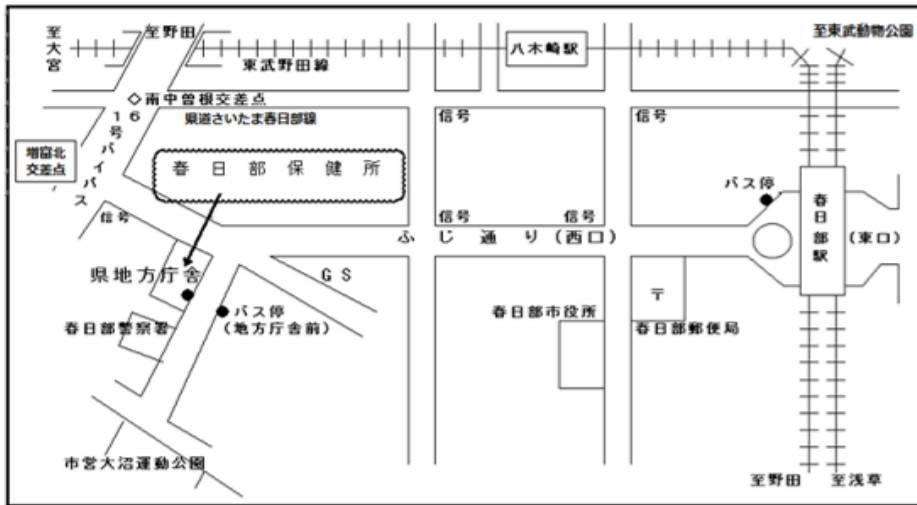 至大宮
至野田
東武野田線
八木崎駅
至東武動物公園
南中曽根交差点
県道さいたま春日部線
16号バイパス
増富北
交差点
信号
信号
春日部保健所
バス停
信号
信号
信号
ふじ通り(西口)
春日部駅
(東口)
県地方庁舎
GS
バス停
(地方庁舎前)
春日部警察署
春日部市役所
〒
春日部郵便局
市営大沼運動公園
至野田
至浅草